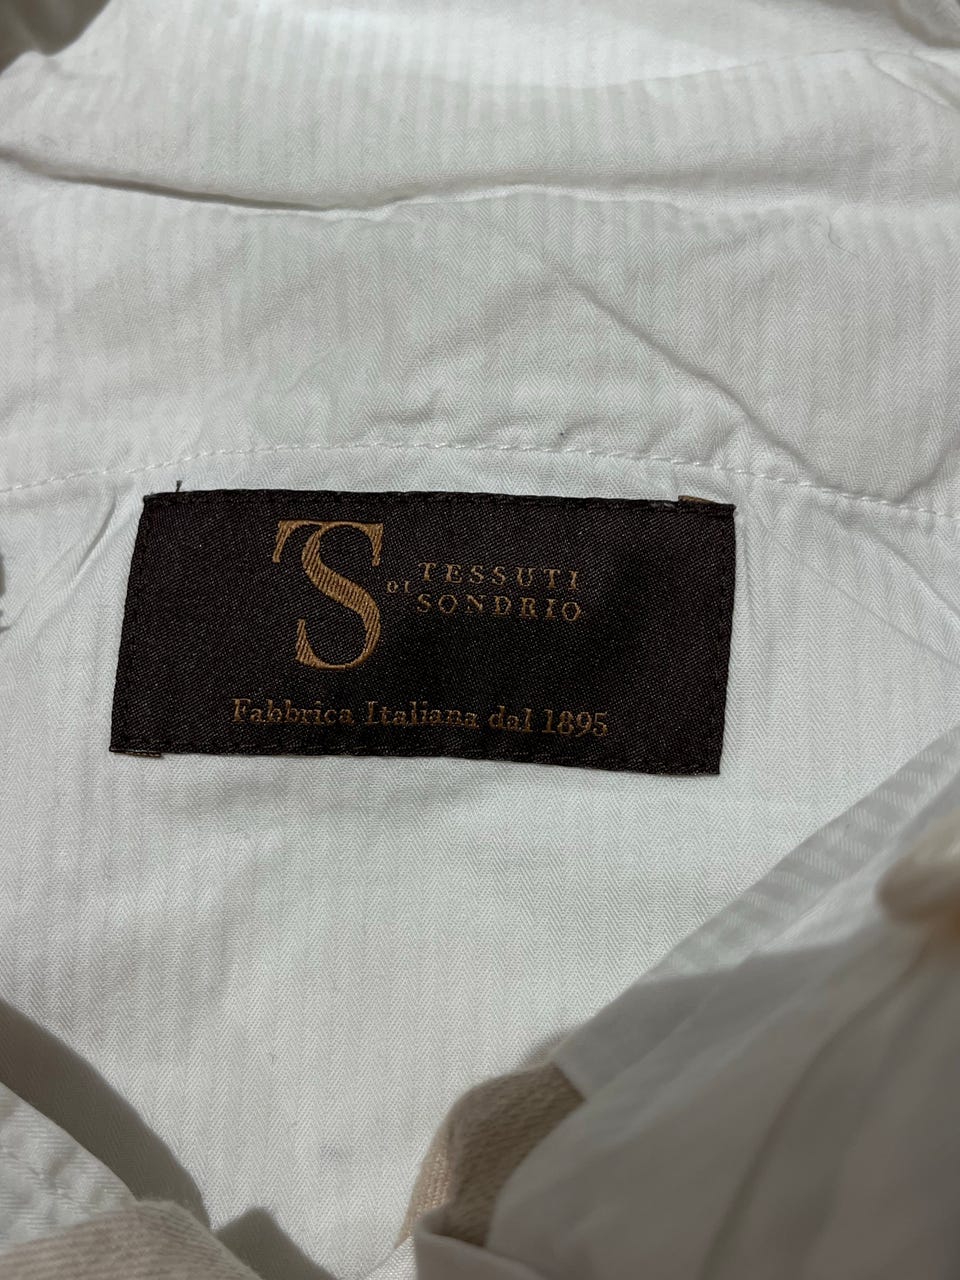 TS
TESSUTI
DI SONDRIO
Fabbrica Italiana dal 1895